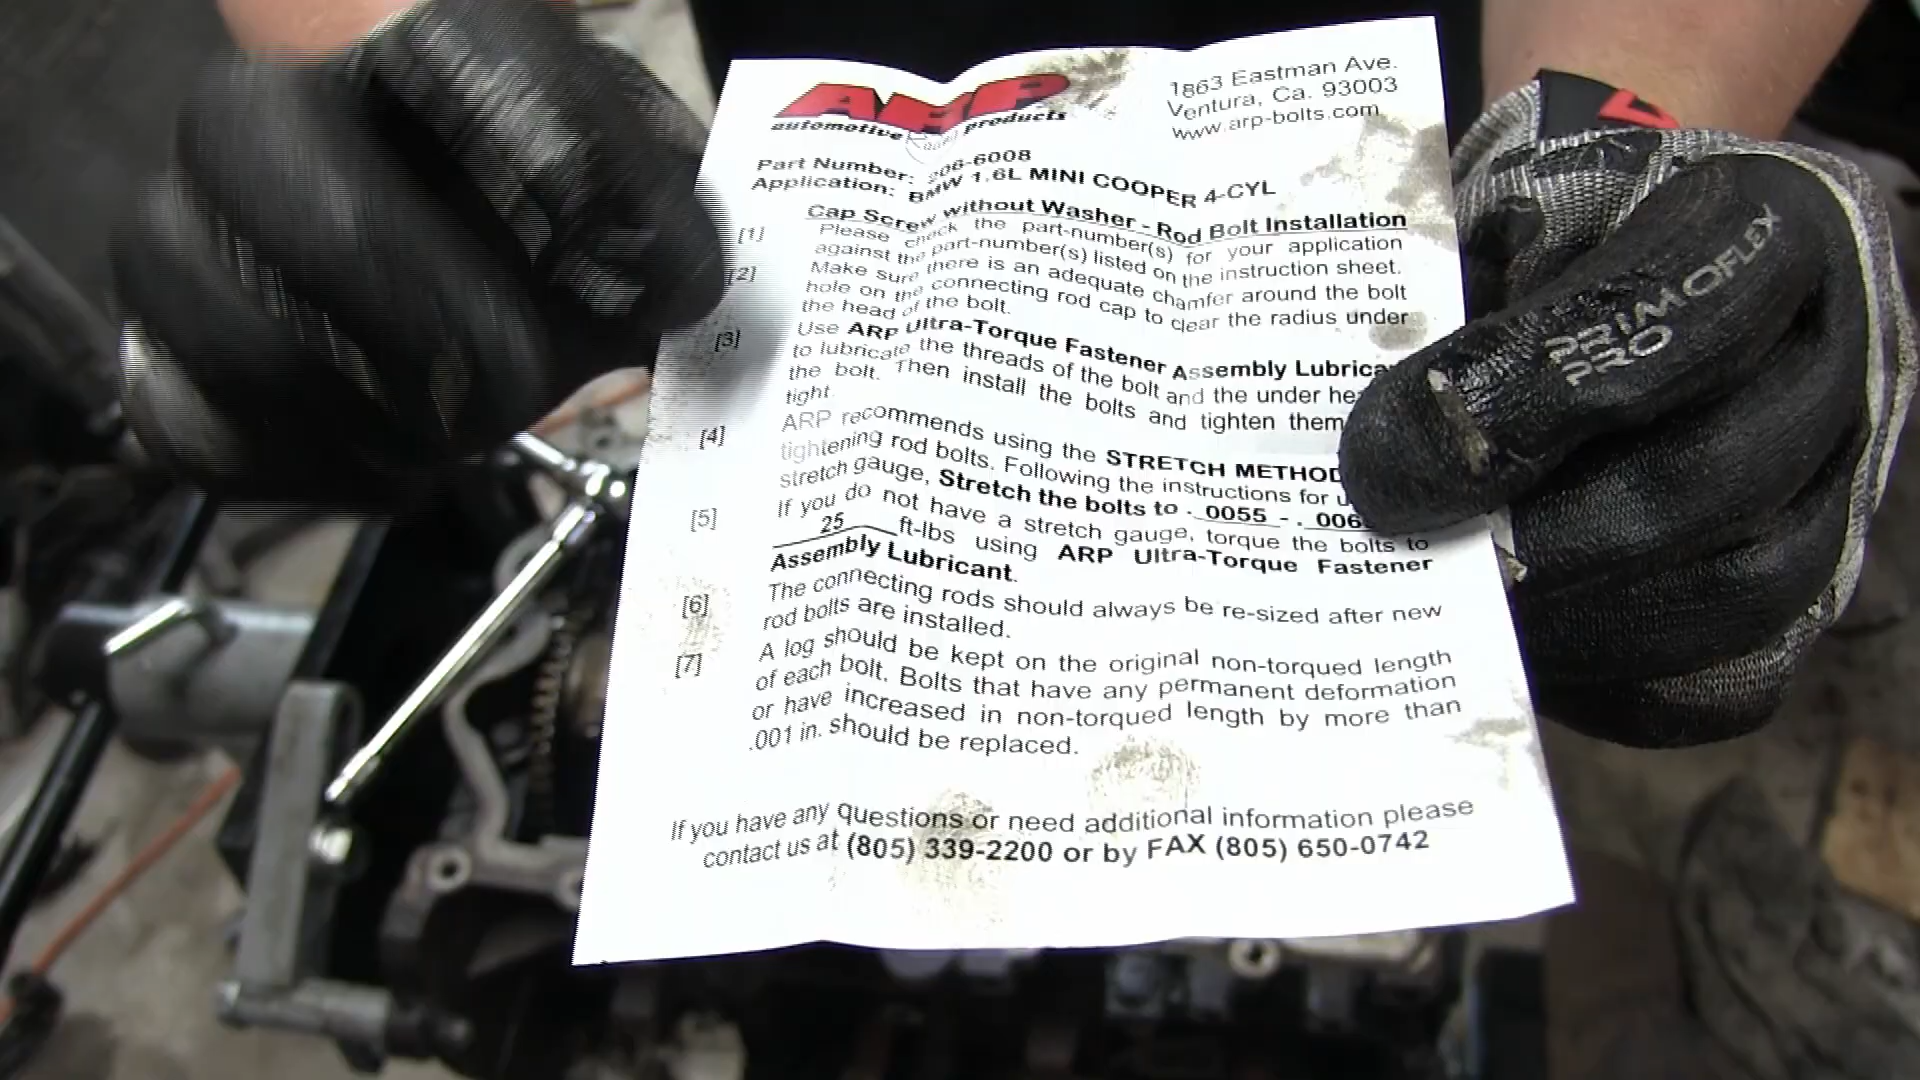 ARP
automotive products
1863 Eastman Ave.
Ventura, Ca. 93003
www.arp-bolts.com
Part Number: 206-6008
Application: BMW 1.6L MINI COOPER 4-CYL
Cap Screw without Washer - Rod Bolt Installation
[1] Please check the part-number(s) for your application
against the part-number(s) listed on the instruction sheet.
[2] Make sure there is an adequate chamfer around the bolt
hole on the connecting rod cap to clear the radius under
the head of the bolt.
[3] Use ARP Ultra-Torque Fastener Assembly
to lubricate the threads of the bolt and the under
the bolt. Then install the bolts and tighten them
tight.
[4] ARP recommends using the STRETCH METHOD
tightening rod bolts. Following the instructions for
stretch gauge, Stretch the bolts to .0055 -
[5] If you do not have a stretch gauge, torque the bolts to
25 ft-lbs using ARP Ultra-Torque Fastener
Assembly Lubricant.
[6] The connecting rods should always be re-sized after new
rod bolts are installed.
[7] A log should be kept on the original non-torqued length
of each bolt. Bolts that have any permanent deformation
or have increased in non-torqued length by more than
.001 in. should be replaced.
If you have any questions or need additional information please
contact us at (805) 339-2200 or by FAX (805) 650-0742
PRIMOFLEX
PRO